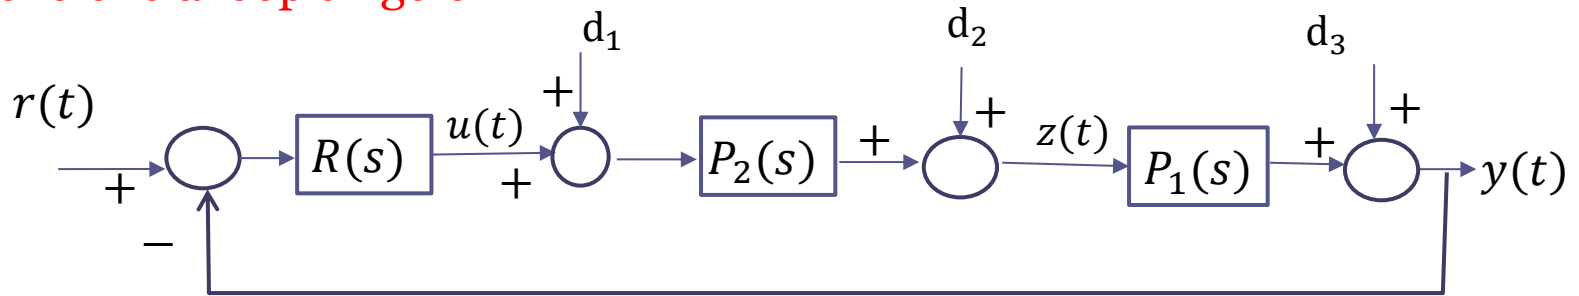 d₁
d₂
d₃
r(t)
+
−
R(s)
u(t)
+
+
P₂(s)
+
+
z(t)
P₁(s)
+
+
y(t)